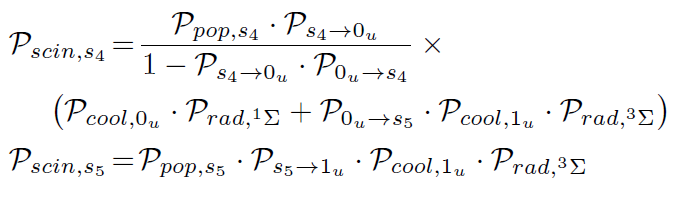 𝒫_{scin,s_4} = \frac{𝒫_{pop,s_4} · 𝒫_{s_4→0_u}}{1 − 𝒫_{s_4→0_u} · 𝒫_{0_u→s_4}} ×
(𝒫_{cool,0_u} · 𝒫_{rad,^1Σ} + 𝒫_{0_u→s_5} · 𝒫_{cool,1_u} · 𝒫_{rad,^3Σ})
𝒫_{scin,s_5} = 𝒫_{pop,s_5} · 𝒫_{s_5→1_u} · 𝒫_{cool,1_u} · 𝒫_{rad,^3Σ}